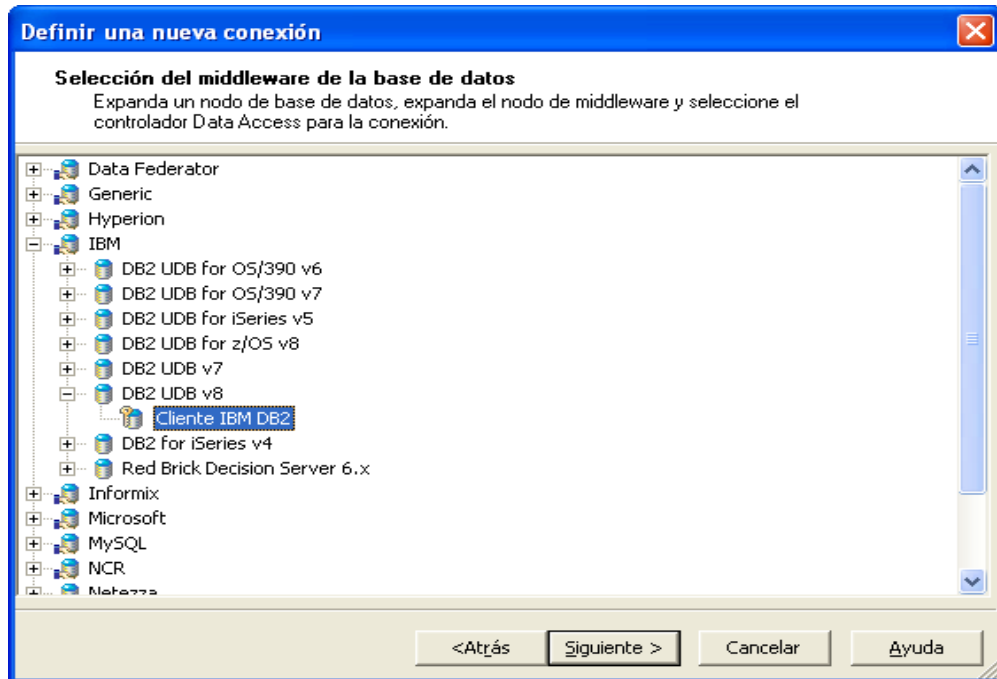 Definir una nueva conexión
Selección del middleware de la base de datos
Expanda un nodo de base de datos, expanda el nodo de middleware y seleccione el
controlador Data Access para la conexión.
Data Federator
Generic
Hyperion
IBM
DB2 UDB for OS/390 v6
DB2 UDB for OS/390 v7
DB2 UDB for iSeries v5
DB2 UDB for z/OS v8
DB2 UDB v7
DB2 UDB v8
Cliente IBM DB2
DB2 for iSeries v4
Red Brick Decision Server 6.x
Informix
Microsoft
MySQL
NCR
Netezza
<Atrás Siguiente > Cancelar Ayuda